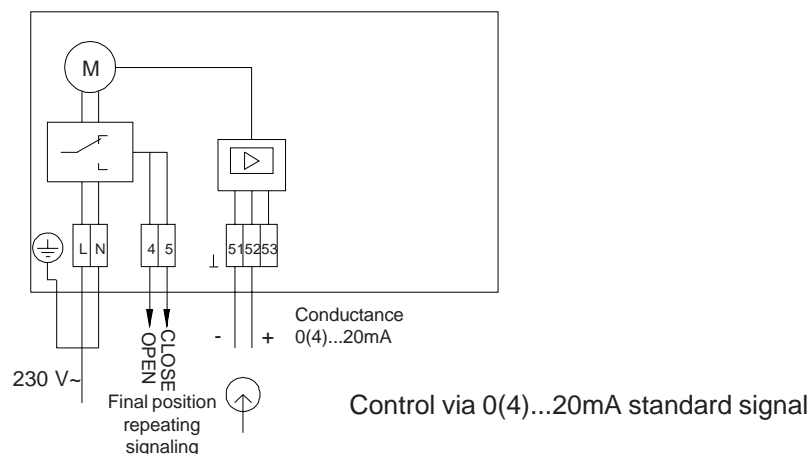 M
L N
4 5
⊥
51 52 53
OPEN
CLOSE
- +
Conductance
0(4)...20mA
230 V~
Final position
repeating
signaling
Control via 0(4)...20mA standard signal